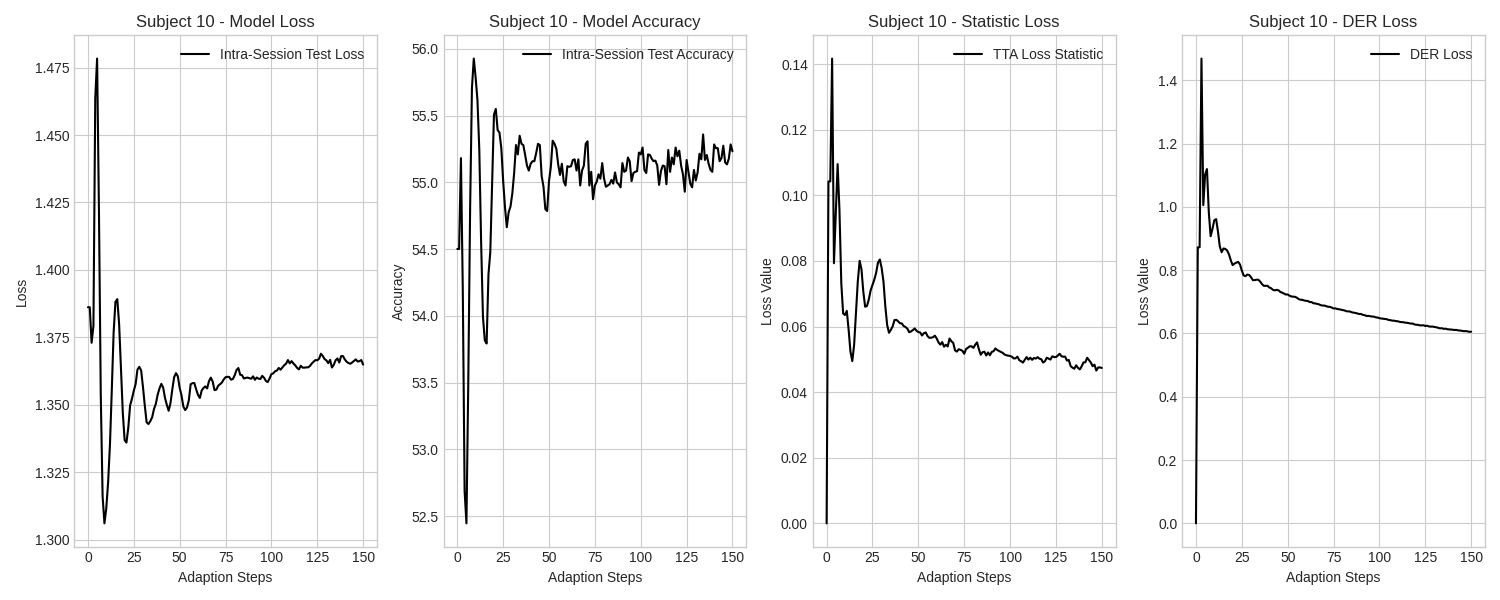 Subject 10 - Model Loss
Intra-Session Test Loss
1.475
1.450
1.425
1.400
1.375
1.350
1.325
1.300
Loss
0 25 50 75 100 125 150
Adaption Steps
Subject 10 - Model Accuracy
Intra-Session Test Accuracy
56.0
55.5
55.0
54.5
54.0
53.5
53.0
52.5
Accuracy
0 25 50 75 100 125 150
Adaption Steps
Subject 10 - Statistic Loss
TTA Loss Statistic
0.14
0.12
0.10
0.08
0.06
0.04
0.02
0.00
Loss Value
0 25 50 75 100 125 150
Adaption Steps
Subject 10 - DER Loss
DER Loss
1.4
1.2
1.0
0.8
0.6
0.4
0.2
0.0
Loss Value
0 25 50 75 100 125 150
Adaption Steps